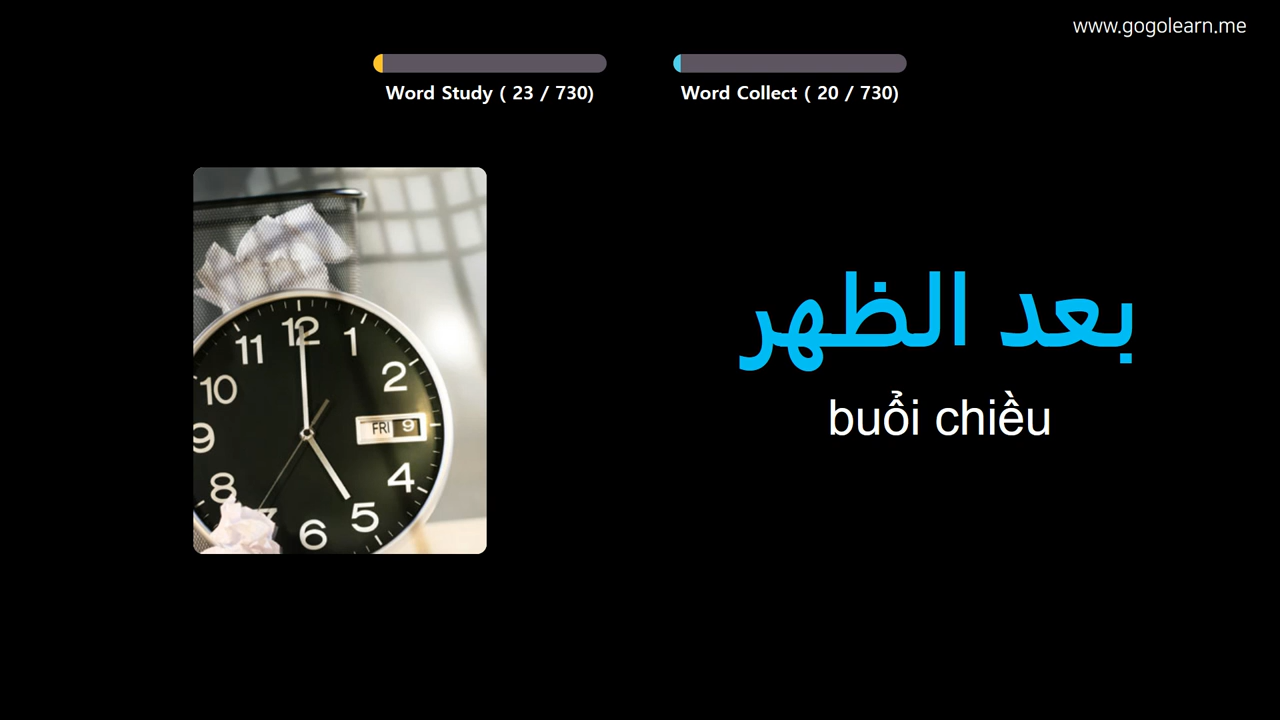 www.gogolearn.me
Word Study ( 23 / 730)
Word Collect ( 20 / 730)
12
11
1
10
2
9
FRI 9
8
4
7
5
6
بعد الظهر
buổi chiều